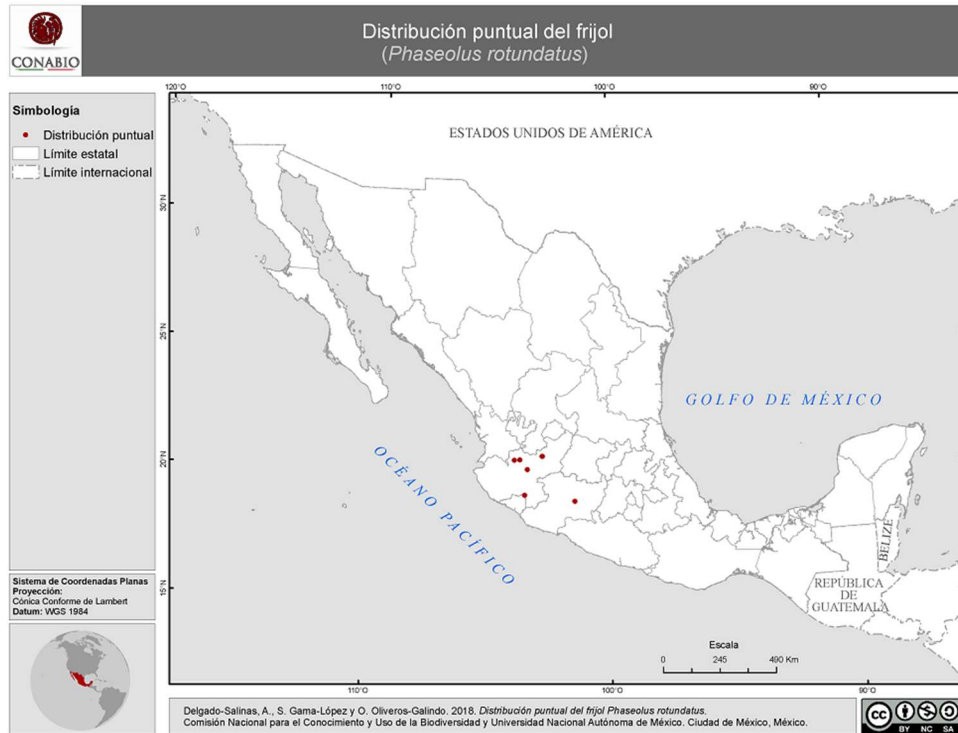 CONABIO
Distribución puntual del frijol
(Phaseolus rotundatus)
Simbología
Distribución puntual
Límite estatal
Límite internacional
120°O
110°O
100°O
90°O
30°N
25°N
20°N
15°N
ESTADOS UNIDOS DE AMÉRICA
GOLFO DE MÉXICO
OCÉANO PACÍFICO
BELIZE
REPÚBLICA
DE
GUATEMALA
Escala
0 245 490 Km
110°O
100°O
90°O
Sistema de Coordenadas Planas
Proyección:
Cónica Conforme de Lambert
Datum: WGS 1984
Delgado-Salinas, A., S. Gama-López y O. Oliveros-Galindo. 2018. Distribución puntual del frijol Phaseolus rotundatus.
Comisión Nacional para el Conocimiento y Uso de la Biodiversidad y Universidad Nacional Autónoma de México. Ciudad de México, México.
cc
BY NC SA